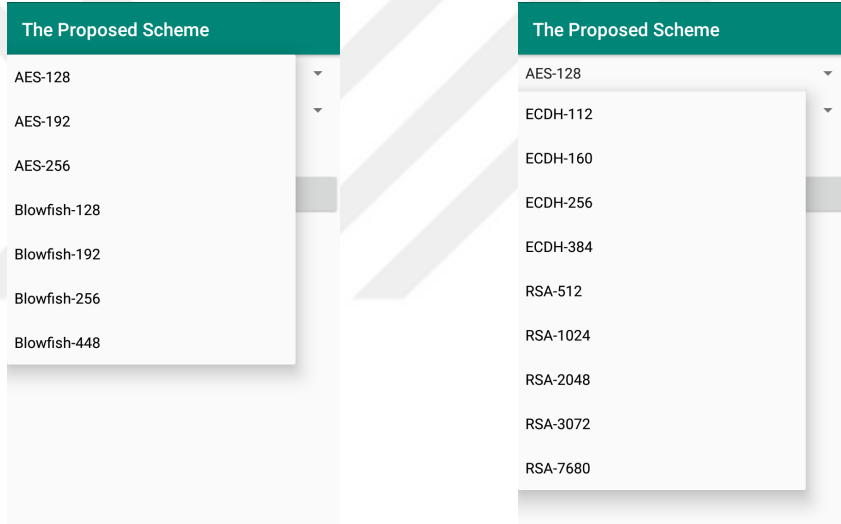 The Proposed Scheme
AES-128
AES-192
AES-256
Blowfish-128
Blowfish-192
Blowfish-256
Blowfish-448
The Proposed Scheme
AES-128
ECDH-112
ECDH-160
ECDH-256
ECDH-384
RSA-512
RSA-1024
RSA-2048
RSA-3072
RSA-7680